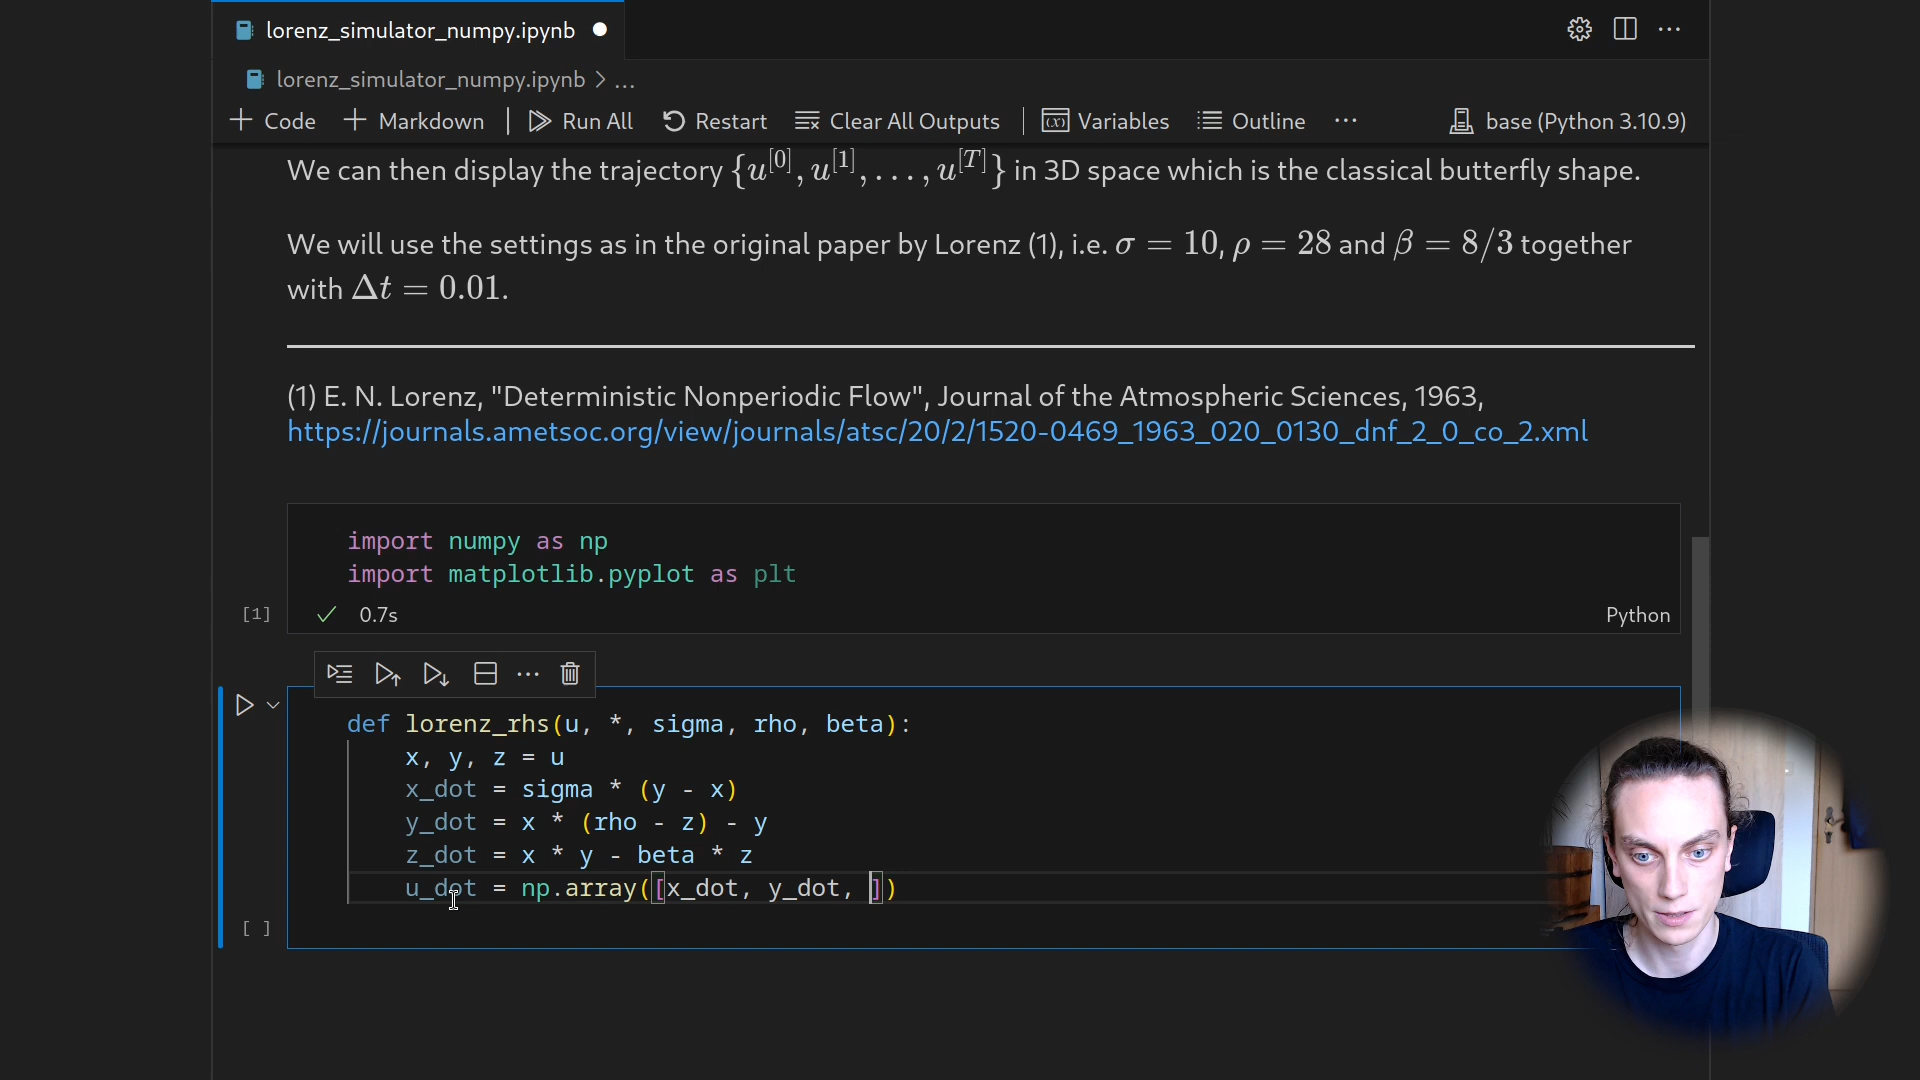 lorenz_simulator_numpy.ipynb
lorenz_simulator_numpy.ipynb > ...
+ Code + Markdown | Run All Restart Clear All Outputs | Variables Outline ... base (Python 3.10.9)
We can then display the trajectory {u^[0], u^[1], ..., u^[T]} in 3D space which is the classical butterfly shape.
We will use the settings as in the original paper by Lorenz (1), i.e. σ = 10, ρ = 28 and β = 8/3 together
with Δt = 0.01.
(1) E. N. Lorenz, "Deterministic Nonperiodic Flow", Journal of the Atmospheric Sciences, 1963,
https://journals.ametsoc.org/view/journals/atsc/20/2/1520-0469_1963_020_0130_dnf_2_0_co_2.xml
import numpy as np
import matplotlib.pyplot as plt
[1] ✓ 0.7s Python
def lorenz_rhs(u, *, sigma, rho, beta):
    x, y, z = u
    x_dot = sigma * (y - x)
    y_dot = x * (rho - z) - y
    z_dot = x * y - beta * z
    u_dot = np.array([x_dot, y_dot, ])
[ ]